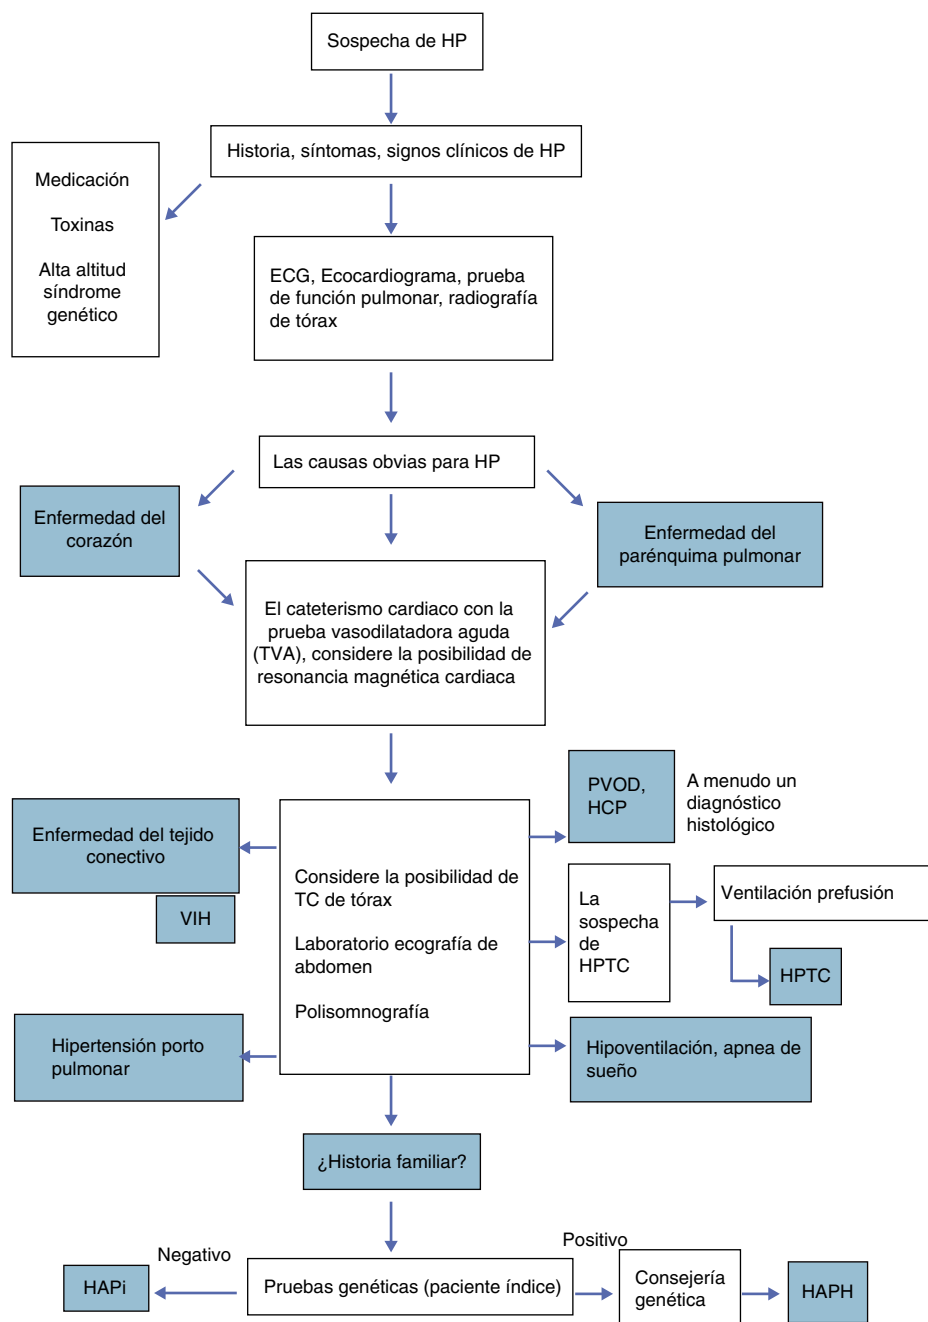 Sospecha de HP
Historia, síntomas, signos clínicos de HP
Medicación
Toxinas
Alta altitud
síndrome
genético
ECG, Ecocardiograma, prueba
de función pulmonar, radiografía
de tórax
Las causas obvias para HP
Enfermedad del
corazón
Enfermedad del
parénquima pulmonar
El cateterismo cardiaco con la
prueba vasodilatadora aguda
(TVA), considere la posibilidad de
resonancia magnética cardiaca
PVOD,
HCP
A menudo un
diagnóstico
histológico
Enfermedad del tejido
conectivo
VIH
Considere la posibilidad de
TC de tórax
Laboratorio ecografía de
abdomen
Polisomnografía
La
sospecha
de
HPTC
Ventilación prefusión
HPTC
Hipertensión porto
pulmonar
Hipoventilación, apnea de
sueño
¿Historia familiar?
Negativo
Positivo
HAPi
Pruebas genéticas (paciente índice)
Consejería
genética
HAPH